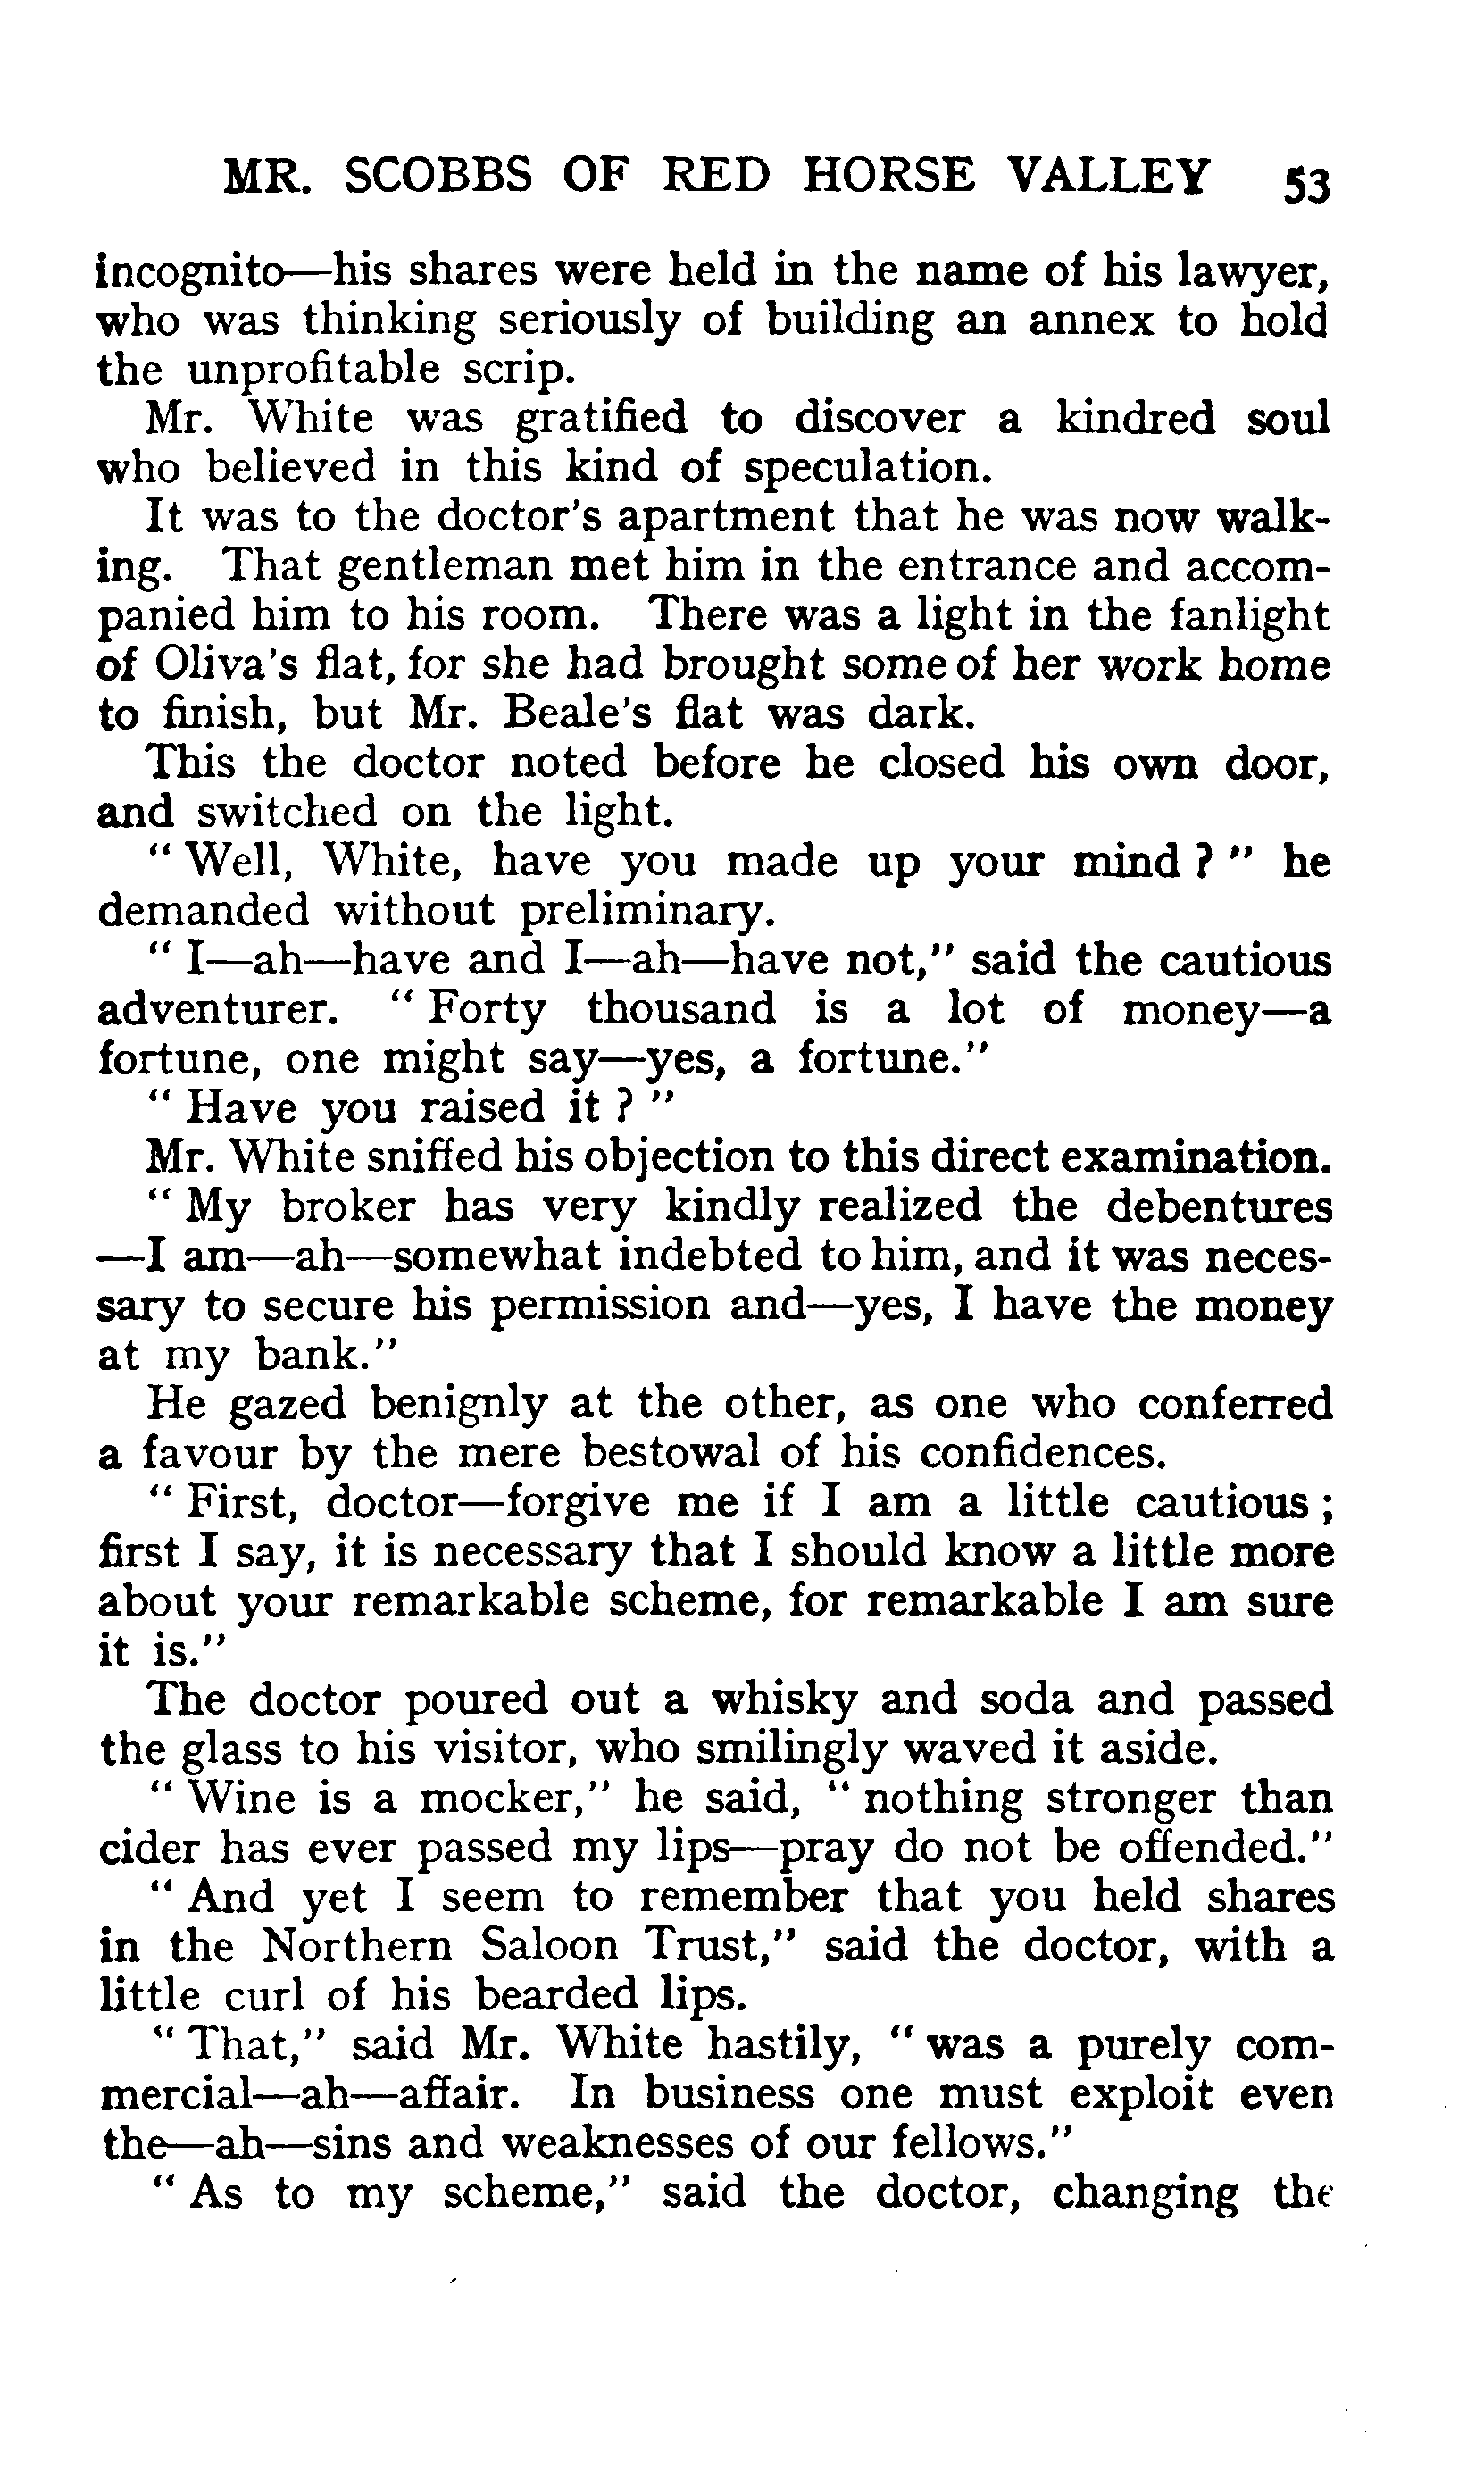 MR. SCOBBS OF RED HORSE VALLEY 53
incognito—his shares were held in the name of his lawyer,
who was thinking seriously of building an annex to hold
the unprofitable scrip.
Mr. White was gratified to discover a kindred soul
who believed in this kind of speculation.
It was to the doctor's apartment that he was now walk-
ing. That gentleman met him in the entrance and accom-
panied him to his room. There was a light in the fanlight
of Oliva's flat, for she had brought some of her work home
to finish, but Mr. Beale's flat was dark.
This the doctor noted before he closed his own door,
and switched on the light.
" Well, White, have you made up your mind ? " he
demanded without preliminary.
" I—ah—have and I—ah—have not," said the cautious
adventurer. " Forty thousand is a lot of money—a
fortune, one might say—yes, a fortune."
" Have you raised it ? "
Mr. White sniffed his objection to this direct examination.
" My broker has very kindly realized the debentures
—I am—ah—somewhat indebted to him, and it was neces-
sary to secure his permission and—yes, I have the money
at my bank."
He gazed benignly at the other, as one who conferred
a favour by the mere bestowal of his confidences.
" First, doctor—forgive me if I am a little cautious ;
first I say, it is necessary that I should know a little more
about your remarkable scheme, for remarkable I am sure
it is."
The doctor poured out a whisky and soda and passed
the glass to his visitor, who smilingly waved it aside.
" Wine is a mocker," he said, " nothing stronger than
cider has ever passed my lips—pray do not be offended."
" And yet I seem to remember that you held shares
in the Northern Saloon Trust," said the doctor, with a
little curl of his bearded lips.
" That," said Mr. White hastily, " was a purely com-
mercial—ah—affair. In business one must exploit even
the—ah—sins and weaknesses of our fellows."
" As to my scheme," said the doctor, changing the